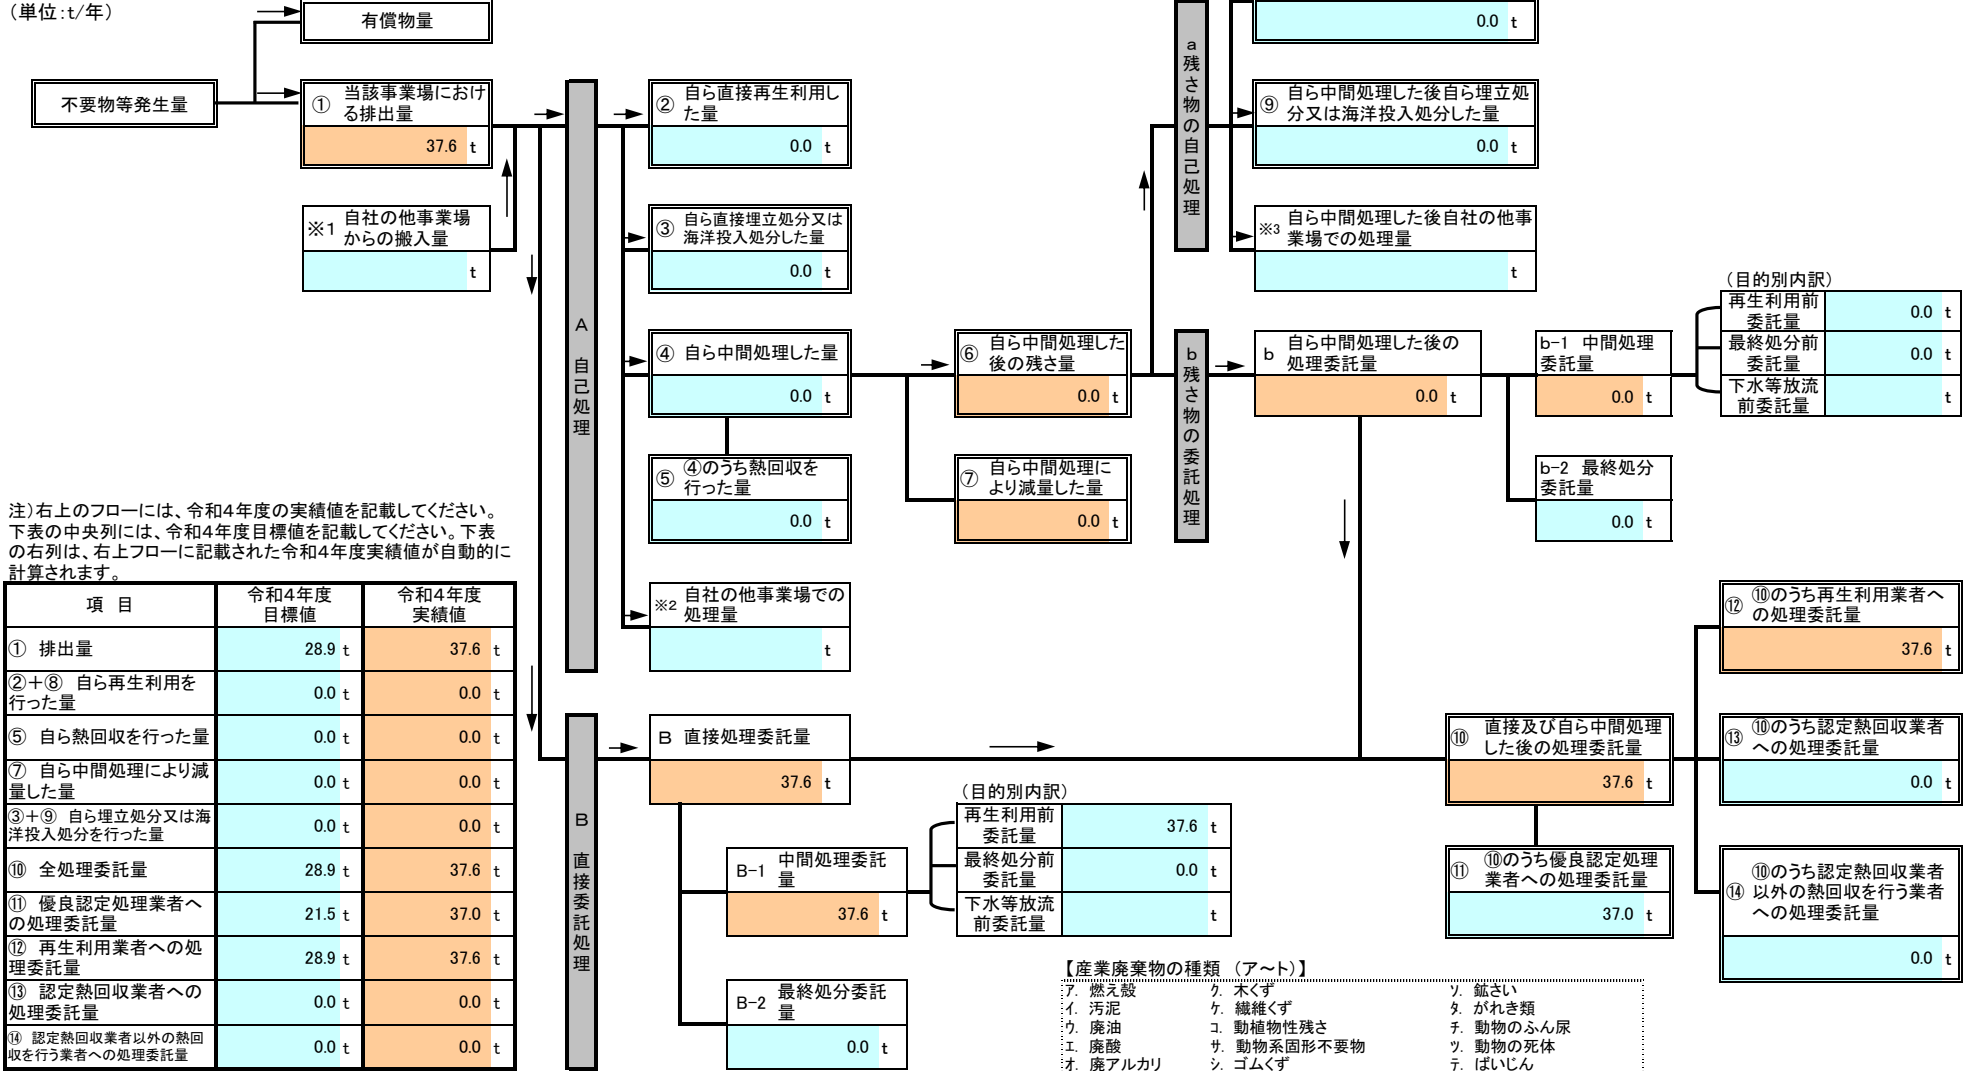 (単位:t/年)
有償物量
不要物等発生量
① 当該事業場におけ
る排出量
37.6 t
※1 自社の他事業場
からの搬入量
t
A 自己処理
② 自ら直接再生利用し
た量
0.0 t
③ 自ら直接埋立処分又は
海洋投入処分した量
0.0 t
④ 自ら中間処理した量
0.0 t
⑤ ④のうち熱回収を
行った量
0.0 t
※2 自社の他事業場での
処理量
t
⑥ 自ら中間処理した
後の残さ量
0.0 t
⑦ 自ら中間処理に
より減量した量
0.0 t
a残さ物の自己処理
0.0 t
⑨ 自ら中間処理した後自ら埋立処
分又は海洋投入処分した量
0.0 t
※3 自ら中間処理した後自社の他事
業場での処理量
t
b残さ物の委託処理
b 自ら中間処理した後の
処理委託量
0.0 t
b-1 中間処理
委託量
0.0 t
b-2 最終処分
委託量
0.0 t
(目的別内訳)
再生利用前
委託量
0.0 t
最終処分前
委託量
0.0 t
下水等放流
前委託量
t
注)右上のフローには、令和4年度の実績値を記載してください。
下表の中央列には、令和4年度目標値を記載してください。下表
の右列は、右上フローに記載された令和4年度実績値が自動的に
計算されます。
項 目 令和4年度 令和4年度
目標値 実績値
① 排出量 28.9 t 37.6 t
②+⑧ 自ら再生利用を
行った量 0.0 t 0.0 t
⑤ 自ら熱回収を行った量 0.0 t 0.0 t
⑦ 自ら中間処理により減
量した量 0.0 t 0.0 t
③+⑨ 自ら埋立処分又は海
洋投入処分を行った量 0.0 t 0.0 t
⑩ 全処理委託量 28.9 t 37.6 t
⑪ 優良認定処理業者へ
の処理委託量 21.5 t 37.0 t
⑫ 再生利用業者への処
理委託量 28.9 t 37.6 t
⑬ 認定熱回収業者への
処理委託量 0.0 t 0.0 t
⑭ 認定熱回収業者以外の熱回
収を行う業者への処理委託量 0.0 t 0.0 t
B 直接委託処理
B 直接処理委託量
37.6 t
B-1 中間処理委託
量
37.6 t
B-2 最終処分委託
量
0.0 t
(目的別内訳)
再生利用前
委託量
37.6 t
最終処分前
委託量
0.0 t
下水等放流
前委託量
t
⑩ 直接及び自ら中間処理
した後の処理委託量
37.6 t
⑪ ⑩のうち優良認定処理
業者への処理委託量
37.0 t
⑫ ⑩のうち再生利用業者へ
の処理委託量
37.6 t
⑬ ⑩のうち認定熱回収業者
への処理委託量
0.0 t
⑭ ⑩のうち認定熱回収業者
以外の熱回収を行う業者
への処理委託量
0.0 t
【産業廃棄物の種類 (ア~ト)】
ア. 燃え殻 ク. 木くず ソ. 鉱さい
イ. 汚泥 ケ. 繊維くず タ. がれき類
ウ. 廃油 コ. 動植物性残さ チ. 動物のふん尿
エ. 廃酸 サ. 動物系固形不要物 ツ. 動物の死体
オ. 廃アルカリ シ. ゴムくず テ. ばいじん